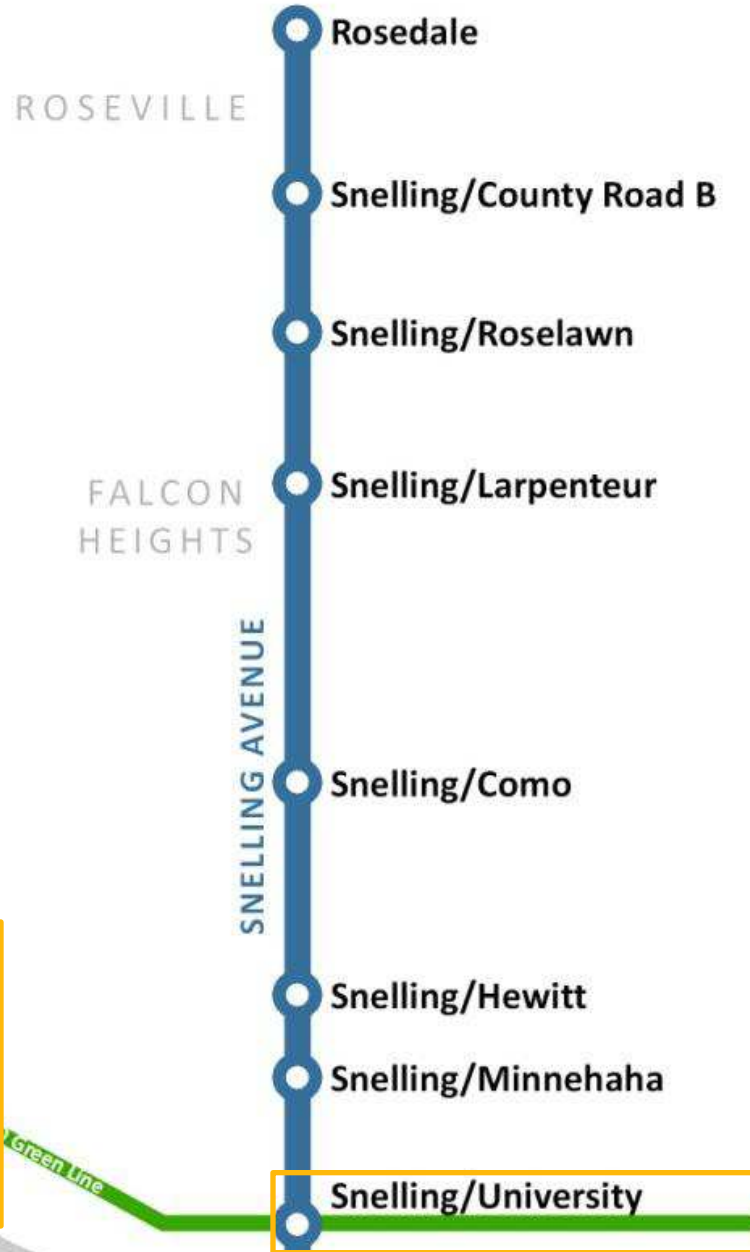 Rosedale
ROSEVILLE
Snelling/County Road B
Snelling/Roselawn
Snelling/Larpenteur
FALCON
HEIGHTS
SNELLING AVENUE
Snelling/Como
Snelling/Hewitt
Snelling/Minnehaha
Green Line
Snelling/University